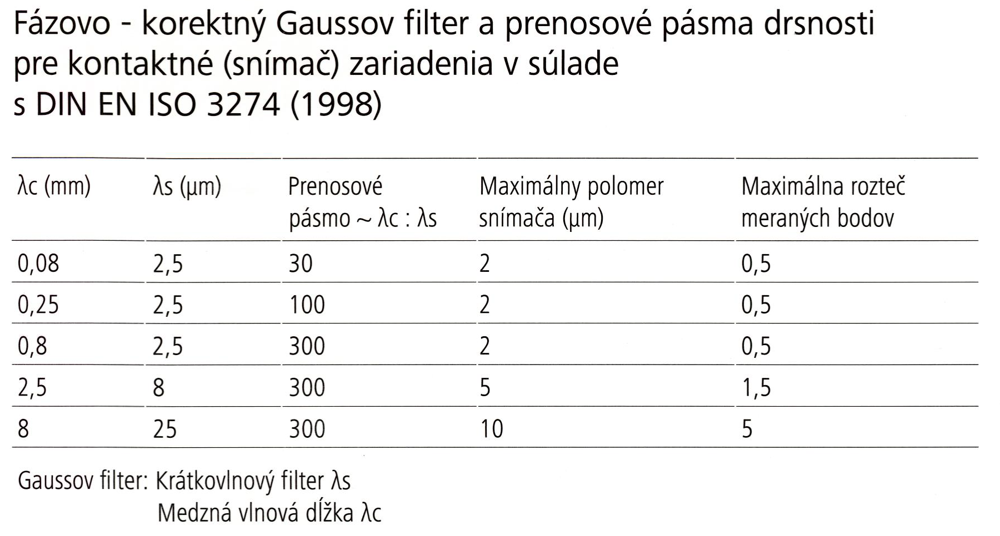 Fázovo - korektný Gaussov filter a prenosové pásma drsnosti
pre kontaktné (snímač) zariadenia v súlade
s DIN EN ISO 3274 (1998)
λc (mm) λs (μm) Prenosové Maximálny polomer Maximálna rozteč
pásmo ~ λc : λs snímača (μm) meraných bodov
0,08 2,5 30 2 0,5
0,25 2,5 100 2 0,5
0,8 2,5 300 2 0,5
2,5 8 300 5 1,5
8 25 300 10 5
Gaussov filter: Krátkovlnový filter λs
Medzná vlnová dĺžka λc